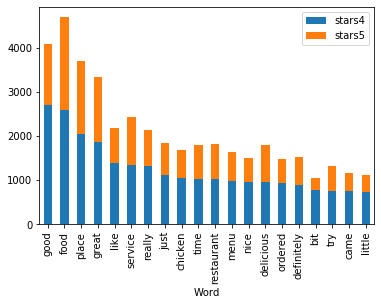 stars4
stars5
4000
3000
2000
1000
0
good
food
place
great
like
service
really
just
chicken
time
restaurant
menu
nice
delicious
ordered
definitely
bit
try
came
little
Word